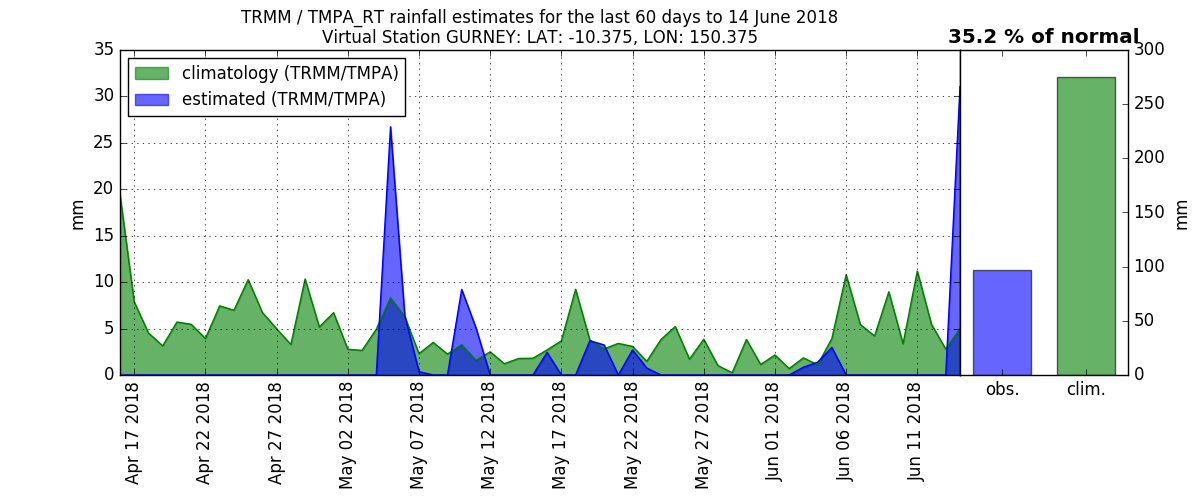 TRMM / TMPA_RT rainfall estimates for the last 60 days to 14 June 2018
Virtual Station GURNEY: LAT: -10.375, LON: 150.375
35.2 % of normal
climatology (TRMM/TMPA)
estimated (TRMM/TMPA)
35
30
25
20
15
10
5
0
mm
300
250
200
150
100
50
0
mm
Apr 17 2018
Apr 22 2018
Apr 27 2018
May 02 2018
May 07 2018
May 12 2018
May 17 2018
May 22 2018
May 27 2018
Jun 01 2018
Jun 06 2018
Jun 11 2018
obs.
clim.